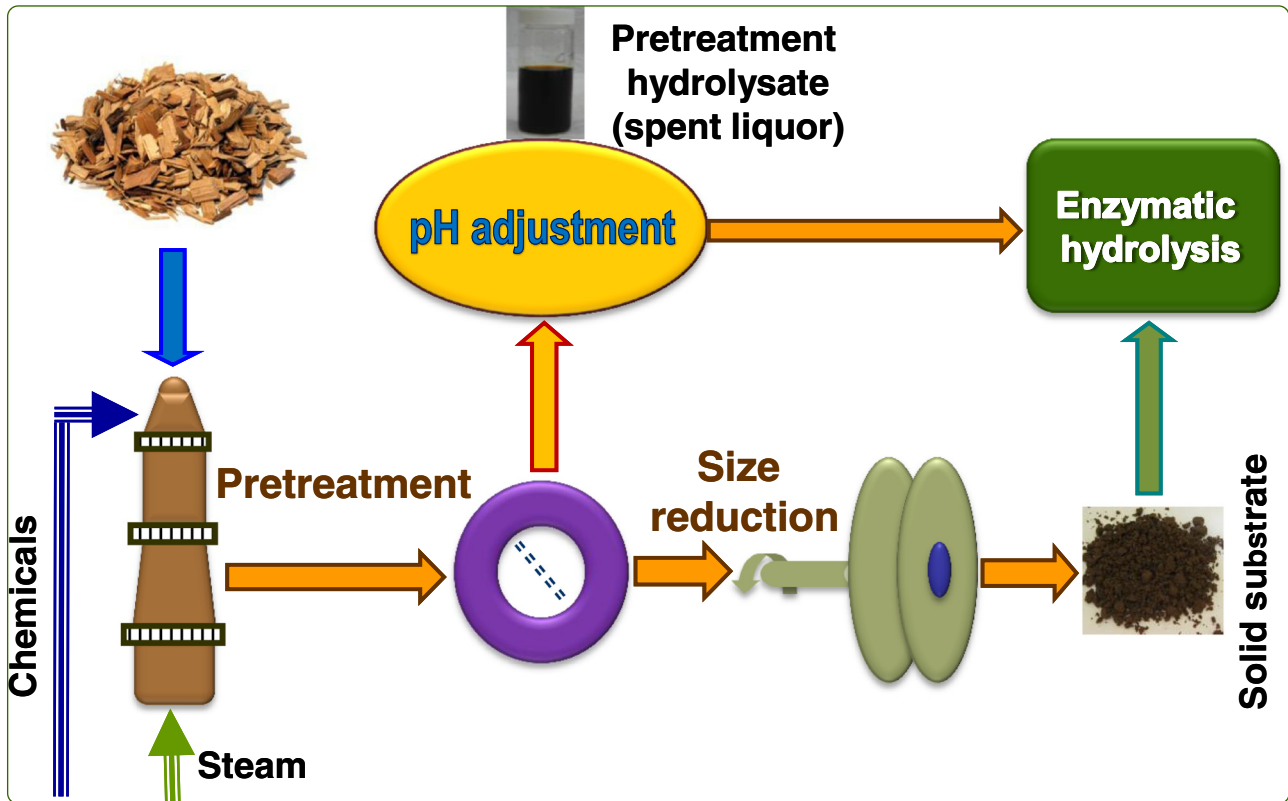 Pretreatment
hydrolysate
(spent liquor)
pH adjustment
Enzymatic
hydrolysis
Pretreatment
Size
reduction
Chemicals
Solid substrate
Steam